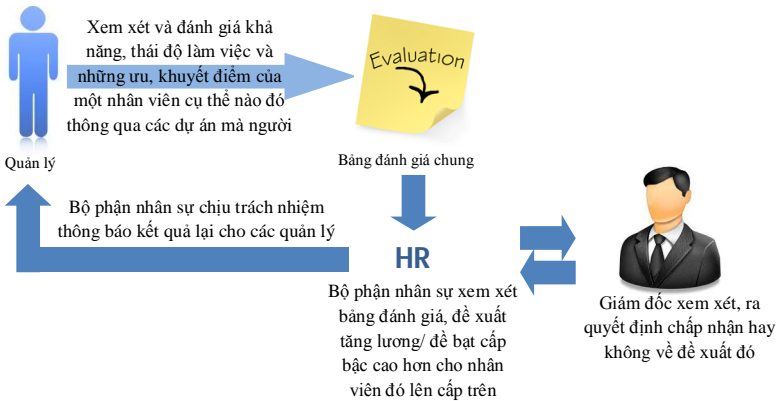 Xem xét và đánh giá khả
năng, thái độ làm việc và
những ưu, khuyết điểm của
một nhân viên cụ thể nào đó
thông qua các dự án mà người
Quản lý
Evaluation
Bảng đánh giá chung
Bộ phận nhân sự chịu trách nhiệm
thông báo kết quả lại cho các quản lý
HR
Bộ phận nhân sự xem xét
bảng đánh giá, đề xuất
tăng lương/ đề bạt cấp
bậc cao hơn cho nhân
viên đó lên cấp trên
Giám đốc xem xét, ra
quyết định chấp nhận hay
không về đề xuất đó